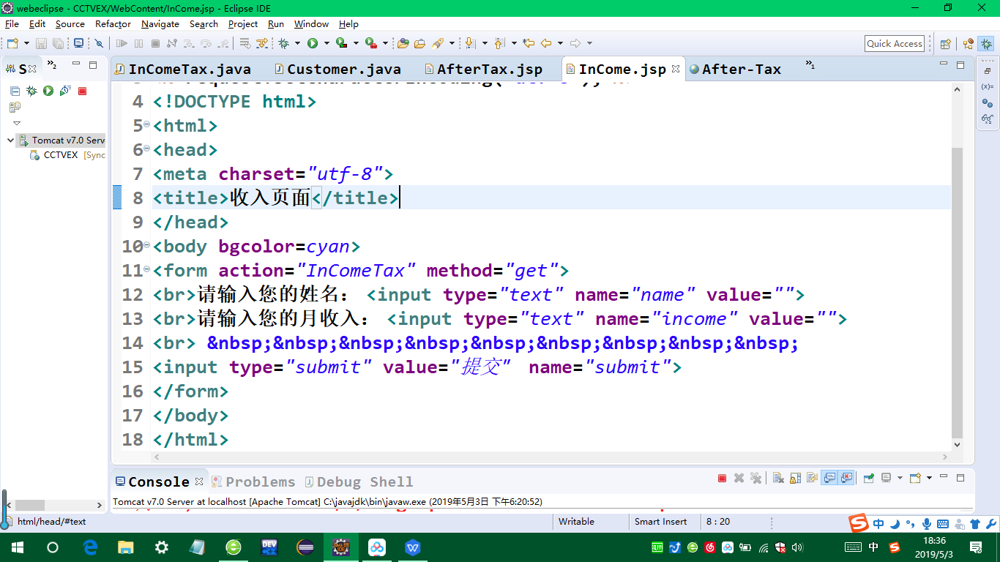 webeclipse - CCTVEX/WebContent/InCome.jsp - Eclipse IDE
File Edit Source Refactor Navigate Search Project Run Window Help
Quick Access
S
InComeTax.java Customer.java AfterTax.jsp InCome.jsp After-Tax
4 <!DOCTYPE html>
5 <html>
6 <head>
7 <meta charset="utf-8">
8 <title>收入页面</title>
9 </head>
10 <body bgcolor=cyan>
11 <form action="InComeTax" method="get">
12 <br>请输入您的姓名： <input type="text" name="name" value="">
13 <br>请输入您的月收入： <input type="text" name="income" value="">
14 <br> &nbsp;&nbsp;&nbsp;&nbsp;&nbsp;&nbsp;&nbsp;&nbsp;&nbsp;
15 <input type="submit" value="提交" name="submit">
16 </form>
17 </body>
18 </html>
Tomcat v7.0 Serv
CCTVEX [Sync
Console Problems Debug Shell
Tomcat v7.0 Server at localhost [Apache Tomcat] C:\javajdk\bin\javaw.exe (2019年5月3日 下午6:20:52)
html/head/#text Writable Smart Insert 8 : 20
中
DEV
中
18:36
2019/5/3